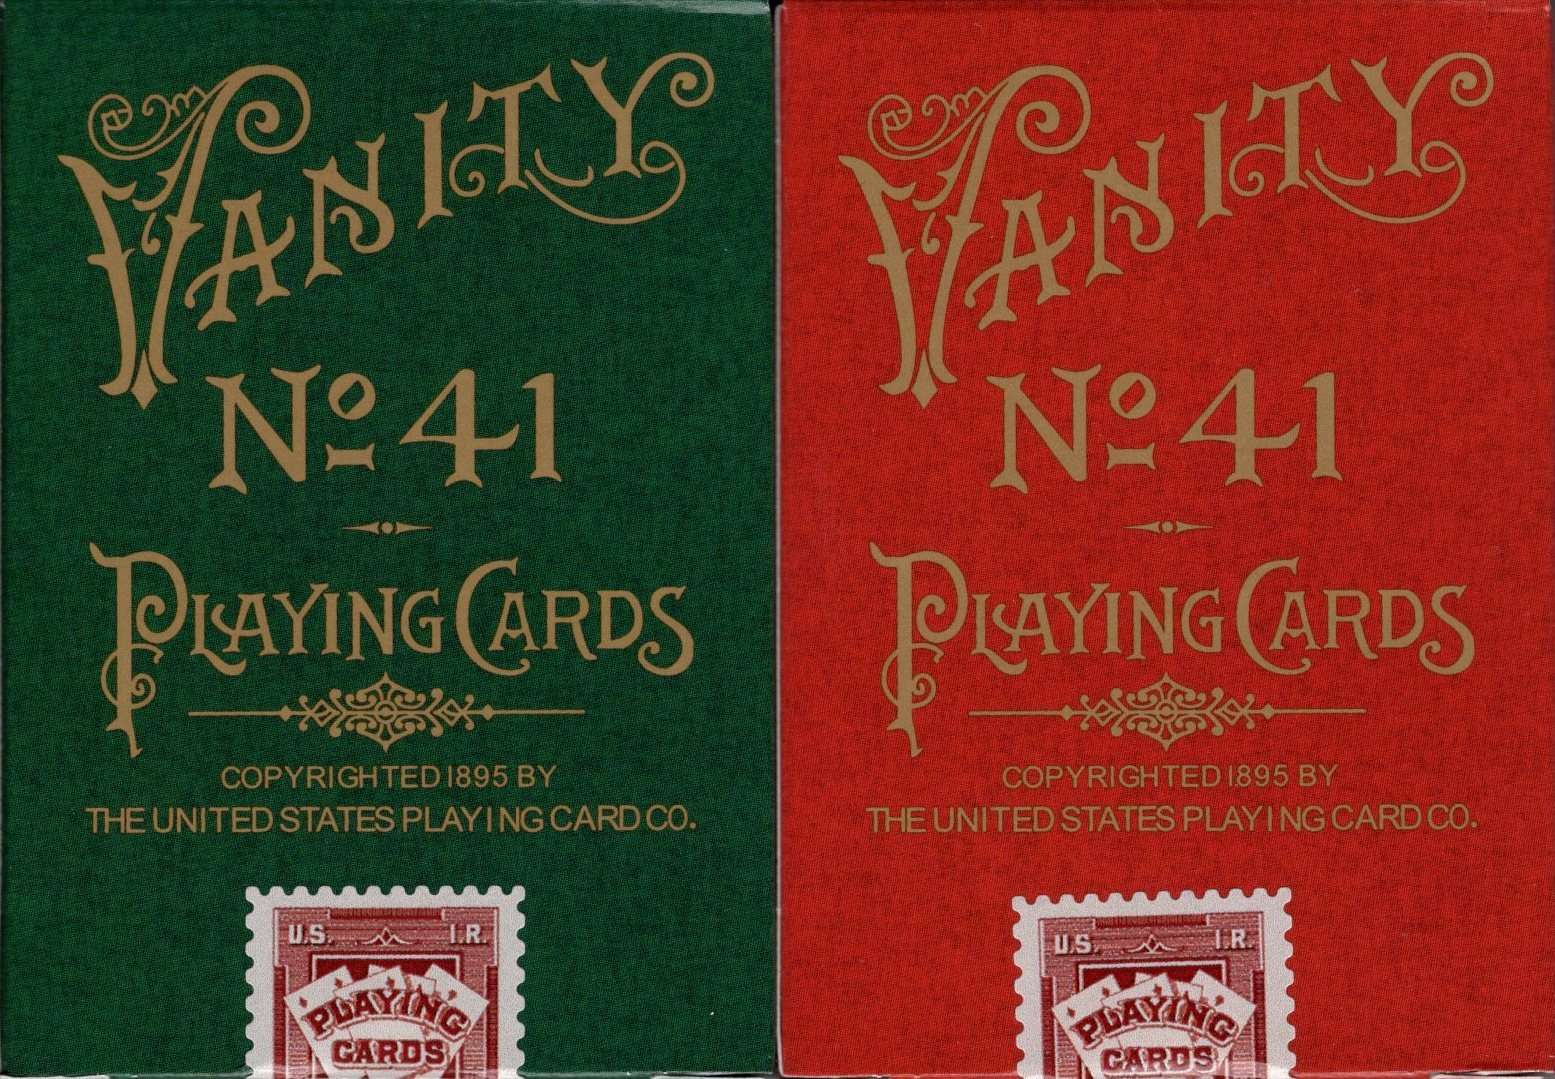 VANITY
No 41
PLAYING CARDS
COPYRIGHTED 1895 BY
THE UNITED STATES PLAYING CARD CO.
U.S. I.R.
PLAYING
CARDS
VANITY
No 41
PLAYING CARDS
COPYRIGHTED 1895 BY
THE UNITED STATES PLAYING CARD CO.
U.S. I.R.
PLAYING
CARDS